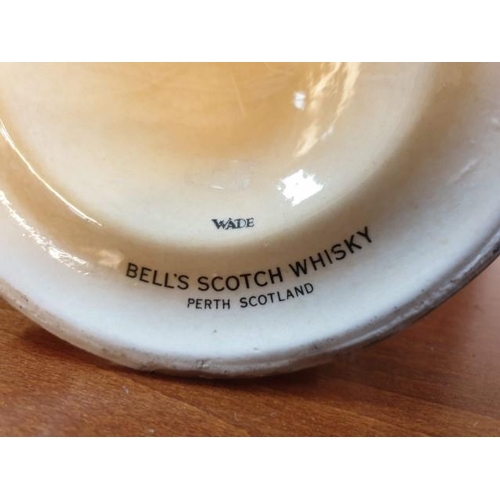 WADE
BELL'S SCOTCH WHISKY
PERTH SCOTLAND